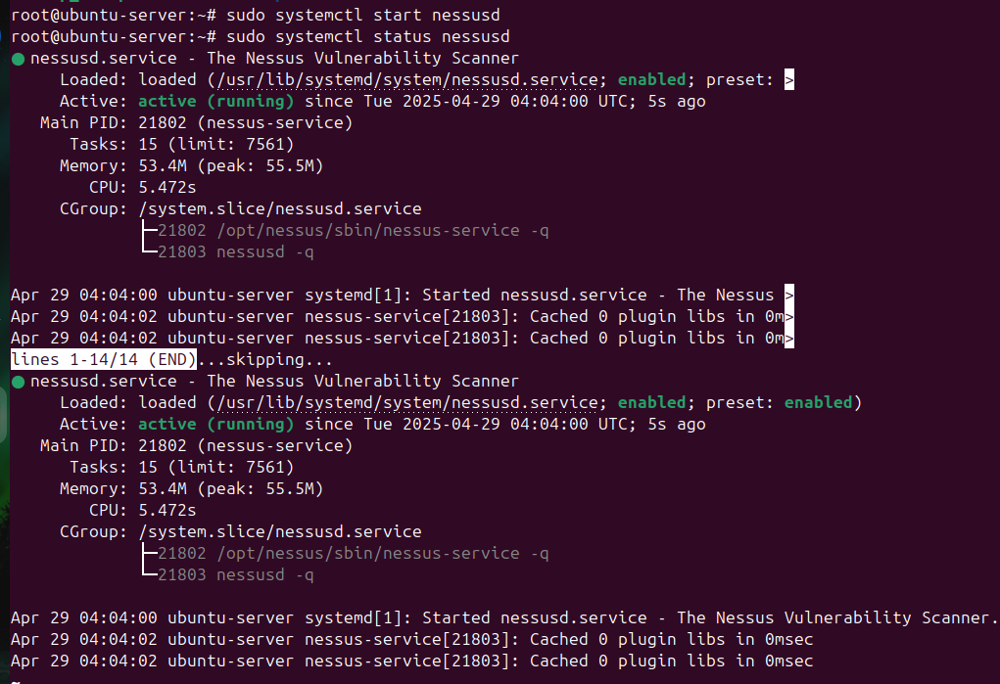 root@ubuntu-server:~# sudo systemctl start nessusd
root@ubuntu-server:~# sudo systemctl status nessusd
● nessusd.service - The Nessus Vulnerability Scanner
     Loaded: loaded (/usr/lib/systemd/system/nessusd.service; enabled; preset: >
     Active: active (running) since Tue 2025-04-29 04:04:00 UTC; 5s ago
   Main PID: 21802 (nessus-service)
      Tasks: 15 (limit: 7561)
     Memory: 53.4M (peak: 55.5M)
        CPU: 5.472s
     CGroup: /system.slice/nessusd.service
             ├─21802 /opt/nessus/sbin/nessus-service -q
             └─21803 nessusd -q

Apr 29 04:04:00 ubuntu-server systemd[1]: Started nessusd.service - The Nessus >
Apr 29 04:04:02 ubuntu-server nessus-service[21803]: Cached 0 plugin libs in 0m>
Apr 29 04:04:02 ubuntu-server nessus-service[21803]: Cached 0 plugin libs in 0m>
lines 1-14/14 (END)...skipping...
● nessusd.service - The Nessus Vulnerability Scanner
     Loaded: loaded (/usr/lib/systemd/system/nessusd.service; enabled; preset: enabled)
     Active: active (running) since Tue 2025-04-29 04:04:00 UTC; 5s ago
   Main PID: 21802 (nessus-service)
      Tasks: 15 (limit: 7561)
     Memory: 53.4M (peak: 55.5M)
        CPU: 5.472s
     CGroup: /system.slice/nessusd.service
             ├─21802 /opt/nessus/sbin/nessus-service -q
             └─21803 nessusd -q

Apr 29 04:04:00 ubuntu-server systemd[1]: Started nessusd.service - The Nessus Vulnerability Scanner.
Apr 29 04:04:02 ubuntu-server nessus-service[21803]: Cached 0 plugin libs in 0msec
Apr 29 04:04:02 ubuntu-server nessus-service[21803]: Cached 0 plugin libs in 0msec
~